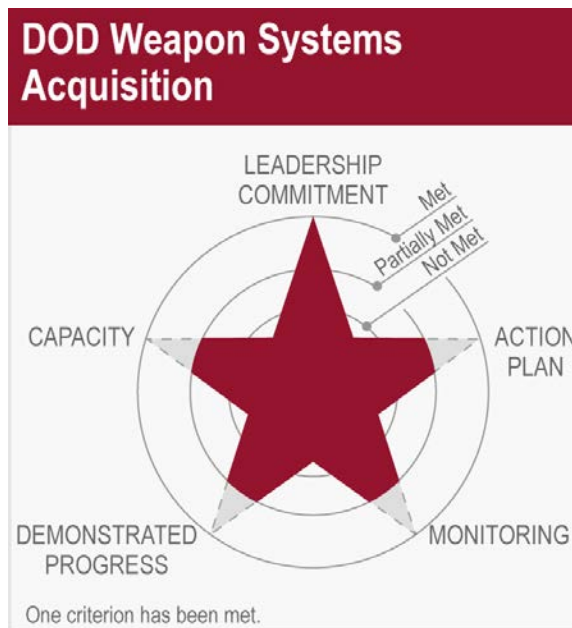 DOD Weapon Systems
Acquisition
LEADERSHIP
COMMITMENT
Met
Partially Met
Not Met
CAPACITY
ACTION
PLAN
DEMONSTRATED
PROGRESS
MONITORING
One criterion has been met.